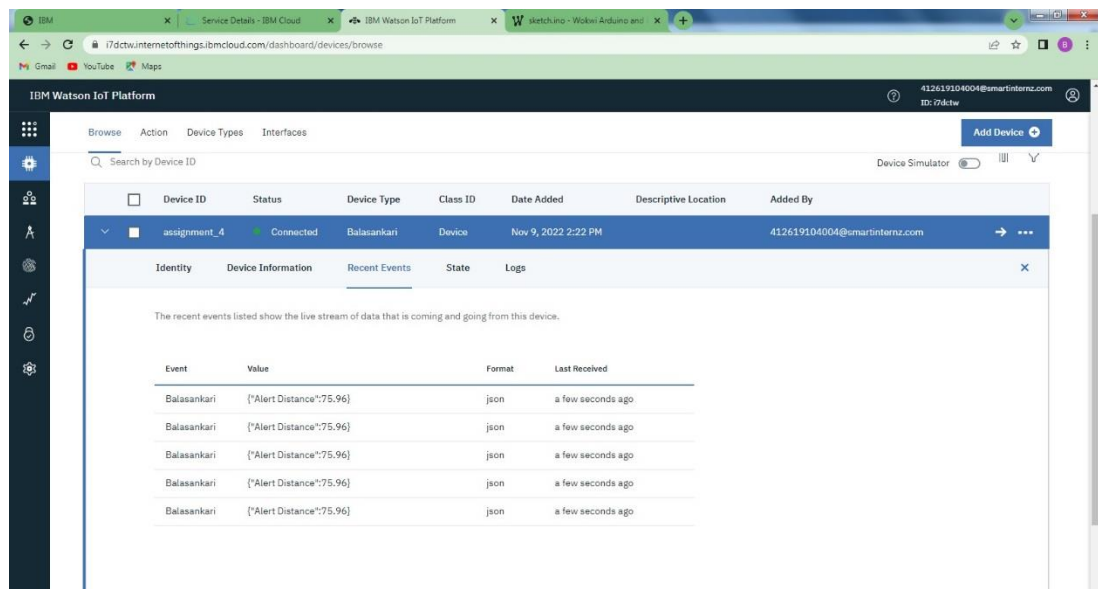 IBM
Service Details - IBM Cloud
IBM Watson IoT Platform
sketch.ino - Wokwi Arduino and
i7dctw.internetofthings.ibmcloud.com/dashboard/devices/browse
B
Gmail YouTube Maps
IBM Watson IoT Platform
412619104004@smartinternz.com
ID: i7dctw
Browse Action Device Types Interfaces
Add Device
Search by Device ID
Device Simulator
Device ID Status Device Type Class ID Date Added Descriptive Location Added By
assignment_4 Connected Balasankari Device Nov 9, 2022 2:22 PM 412619104004@smartinternz.com
Identity Device Information Recent Events State Logs
The recent events listed show the live stream of data that is coming and going from this device.
Event Value Format Last Received
Balasankari {"Alert Distance":75.96} json a few seconds ago
Balasankari {"Alert Distance":75.96} json a few seconds ago
Balasankari {"Alert Distance":75.96} json a few seconds ago
Balasankari {"Alert Distance":75.96} json a few seconds ago
Balasankari {"Alert Distance":75.96} json a few seconds ago